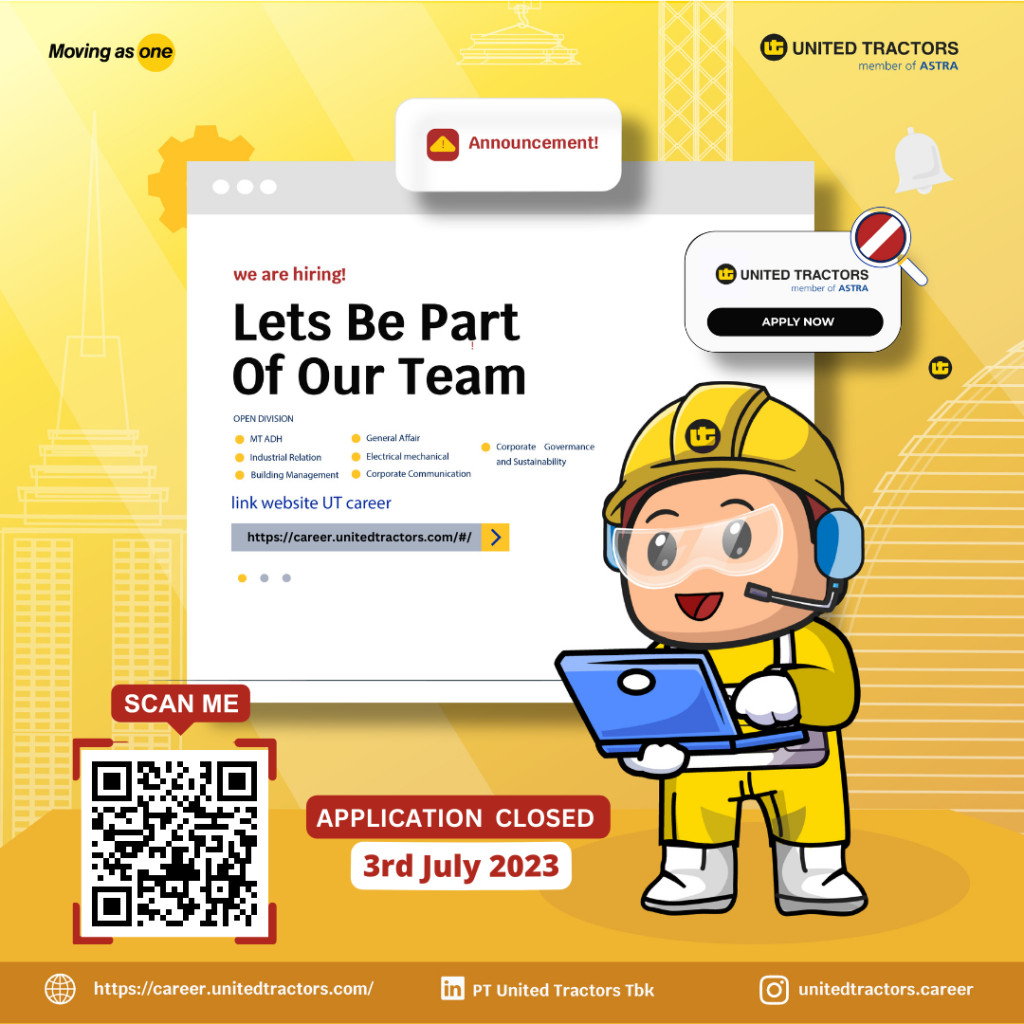 Moving as one
UNITED TRACTORS
member of ASTRA
Announcement!
we are hiring!
Lets Be Part
!
Of Our Team
UNITED TRACTORS
member of ASTRA
APPLY NOW
OPEN DIVISION
MT ADH
Industrial Relation
Building Management
General Affair
Electrical mechanical
Corporate Communication
Corporate Governance
and Sustainability
link website UT career
https://career.unitedtractors.com/#/
SCAN ME
APPLICATION CLOSED
3rd July 2023
https://career.unitedtractors.com/
in PT United Tractors Tbk
unitedtractors.career